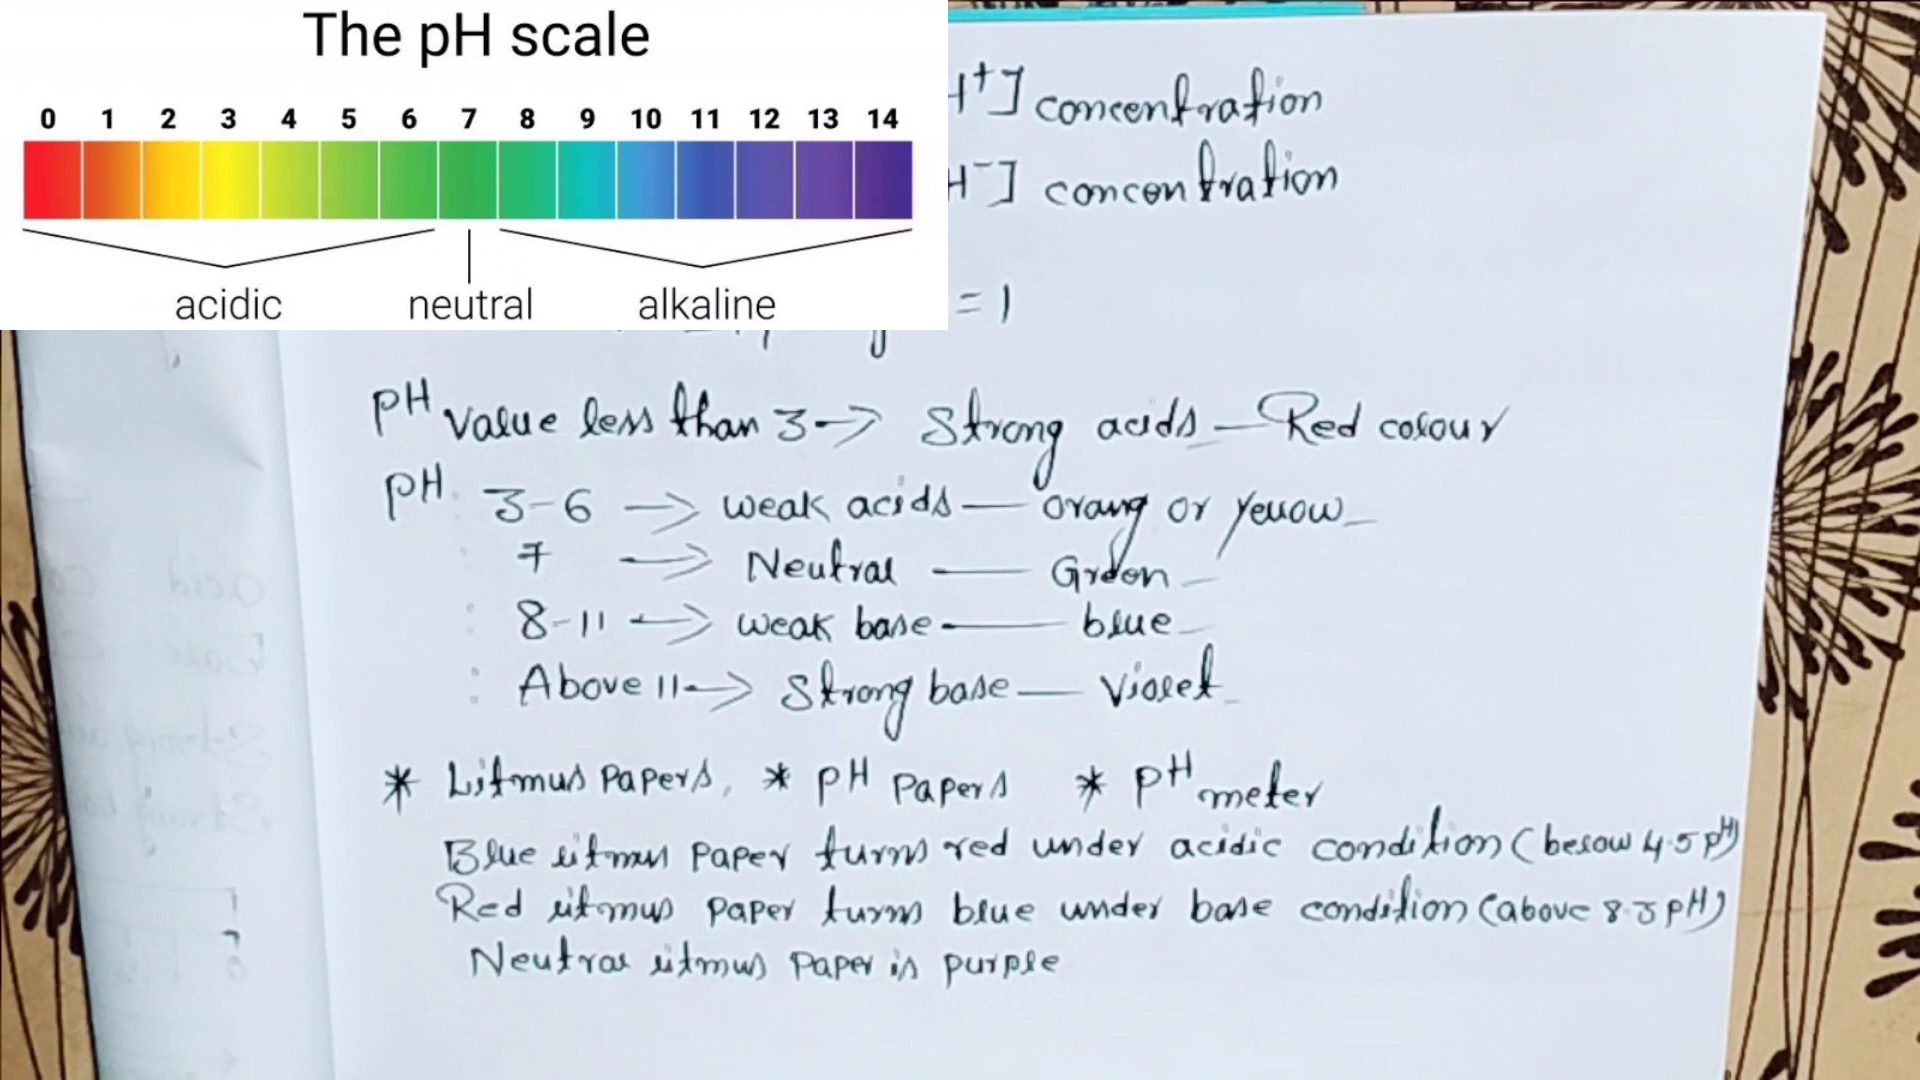 The pH scale
0 1 2 3 4 5 6 7 8 9 10 11 12 13 14
acidic neutral alkaline
H⁺] concentration
H⁻] concentration
= 1
pH value less than 3 → Strong acids — Red colour
pH 3-6 → weak acids — orang or Yellow
7 → Neutral — Green
8-11 → weak base — blue
Above 11 → Strong base — Violet
* Litmus Papers, * pH Papers * pH meter
Blue litmus Paper turns red under acidic condition (below 4.5 pH)
Red litmus paper turns blue under base condition (above 8.3 pH)
Neutral litmus Paper is purple